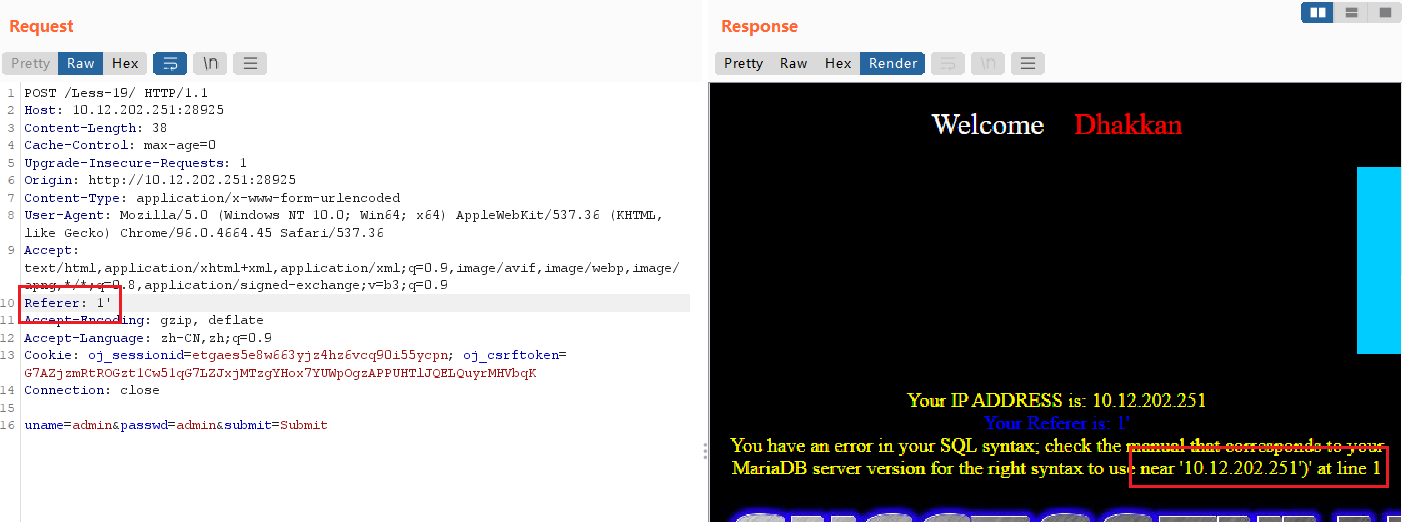 Request
Pretty Raw Hex \n
1 POST /Less-19/ HTTP/1.1
2 Host: 10.12.202.251:28925
3 Content-Length: 38
4 Cache-Control: max-age=0
5 Upgrade-Insecure-Requests: 1
6 Origin: http://10.12.202.251:28925
7 Content-Type: application/x-www-form-urlencoded
8 User-Agent: Mozilla/5.0 (Windows NT 10.0; Win64; x64) AppleWebKit/537.36 (KHTML,
like Gecko) Chrome/96.0.4664.45 Safari/537.36
9 Accept:
text/html,application/xhtml+xml,application/xml;q=0.9,image/avif,image/webp,image/
apng,*/*;q=0.8,application/signed-exchange;v=b3;q=0.9
10 Referer: 1'
11 Accept-Encoding: gzip, deflate
12 Accept-Language: zh-CN,zh;q=0.9
13 Cookie: oj_sessionid=etgaes5e8w663yjz4hz6vcq90i55ycpn; oj_csrftoken=
G7AZjzmRtROGzt1Cw51qG7LZJxjMTzgYHox7YUWpOgzAPPUHTlJQELQuyrMHVbqK
14 Connection: close
15
16 uname=admin&passwd=admin&submit=Submit
Response
Pretty Raw Hex Render \n
Welcome Dhakkan
Your IP ADDRESS is: 10.12.202.251
Your Referer is: 1'
You have an error in your SQL syntax; check the manual that corresponds to your
MariaDB server version for the right syntax to use near '10.12.202.251')' at line 1